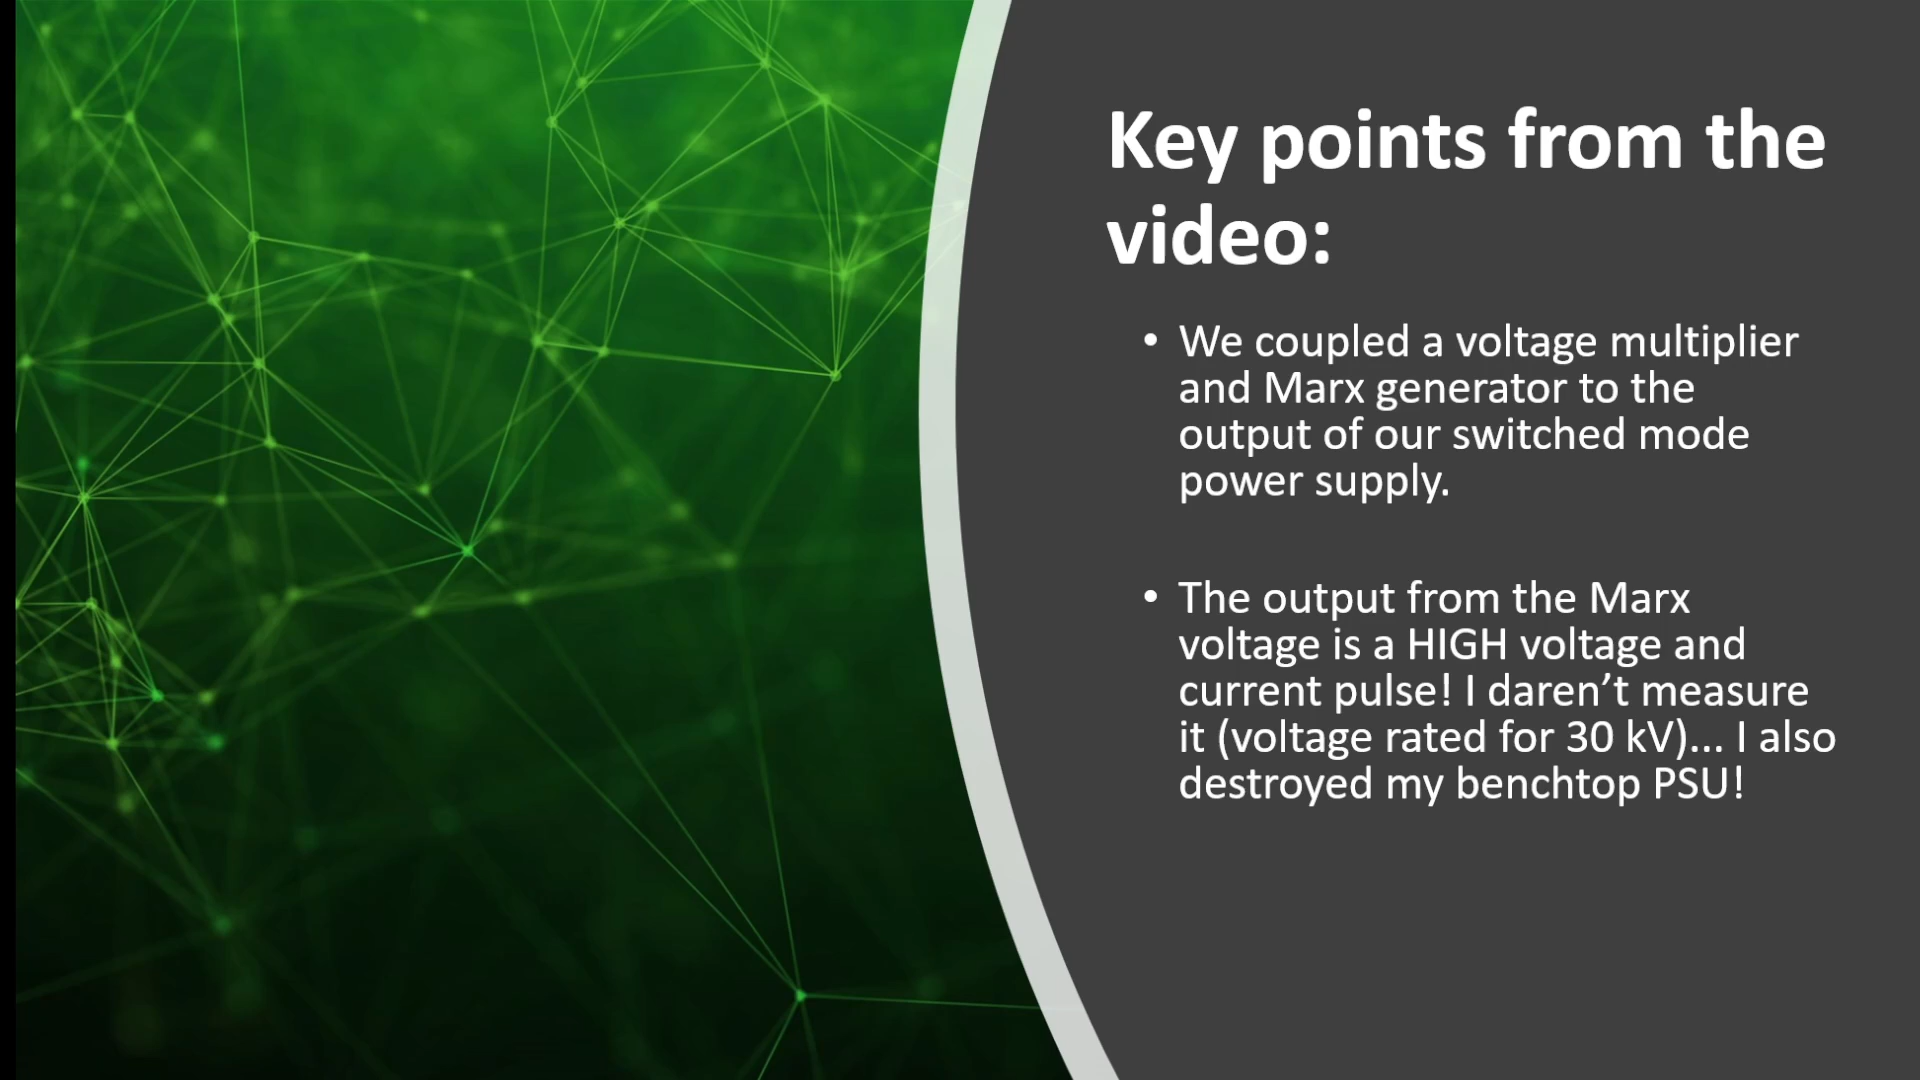 Key points from the
video:
• We coupled a voltage multiplier
and Marx generator to the
output of our switched mode
power supply.
• The output from the Marx
voltage is a HIGH voltage and
current pulse! I daren’t measure
it (voltage rated for 30 kV)... I also
destroyed my benchtop PSU!